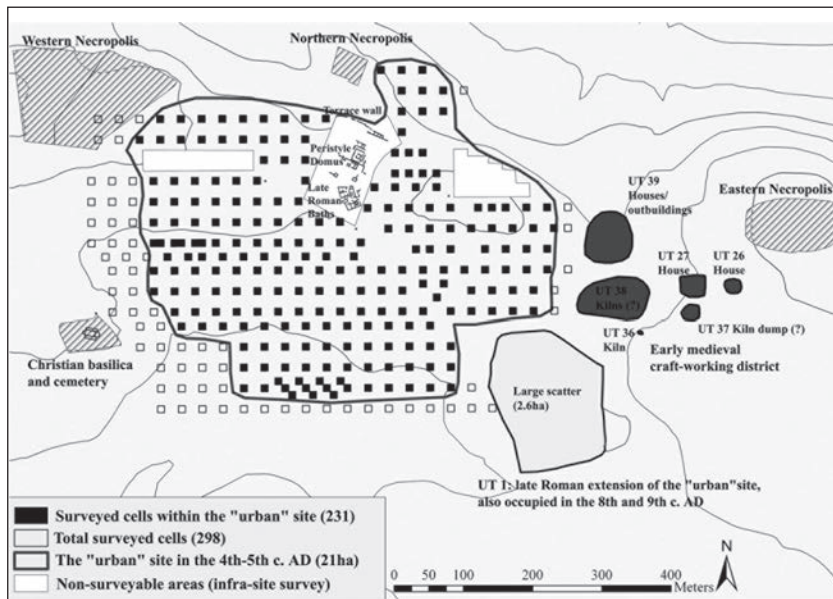 Western Necropolis
Northern Necropolis
Terrace wall
Peristyle
Domus
Late
Roman
Baths
UT 39
Houses/
outbuildings
Eastern Necropolis
UT 27
House
UT 26
House
UT 38
Kilns (?)
UT 36
Kiln
UT 37 Kiln dump (?)
Early medieval
craft-working district
Christian basilica
and cemetery
Large scatter
(2.6ha)
UT 1: late Roman extension of the "urban"site,
also occupied in the 8th and 9th c. AD
Surveyed cells within the "urban" site (231)
Total surveyed cells (298)
The "urban" site in the 4th-5th c. AD (21ha)
Non-surveyable areas (infra-site survey)
N
0 100 200 300 400
Meters